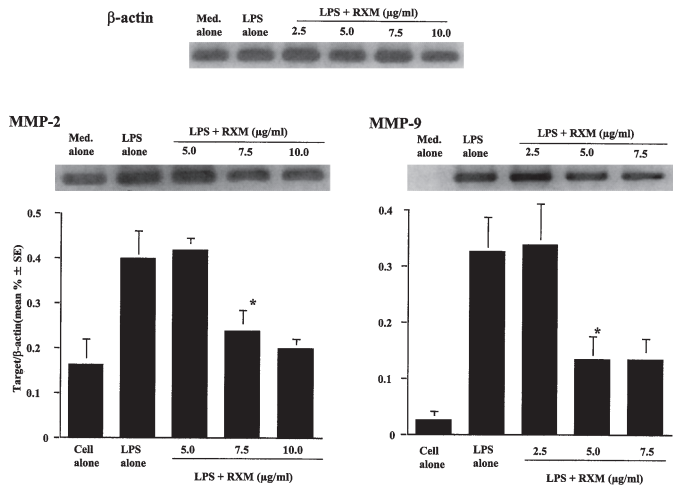 β-actin
Med. alone
LPS alone
LPS + RXM (μg/ml)
2.5 5.0 7.5 10.0
MMP-2
Med. alone
LPS alone
LPS + RXM (μg/ml)
5.0 7.5 10.0
Target/β-actin(mean % ± SE)
0.5
0.4
0.3
0.2
0.1
0
*
Cell alone
LPS alone
5.0 7.5 10.0
LPS + RXM (μg/ml)
MMP-9
Med. alone
LPS alone
LPS + RXM (μg/ml)
2.5 5.0 7.5
0.4
0.3
0.2
0.1
0
*
Cell alone
LPS alone
2.5 5.0 7.5
LPS + RXM (μg/ml)